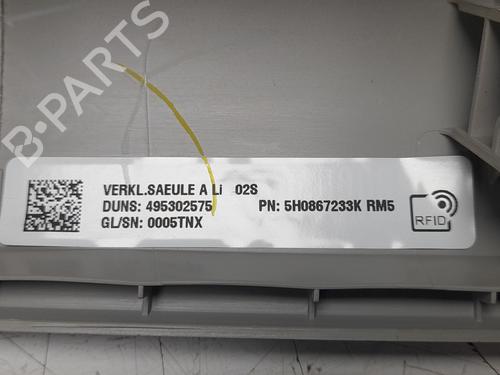 B-PARTS
VERKL.SAEULE A Li 02S
DUNS: 495302575 PN: 5H0867233K RM5
GL/SN: 0005TNX
RFID